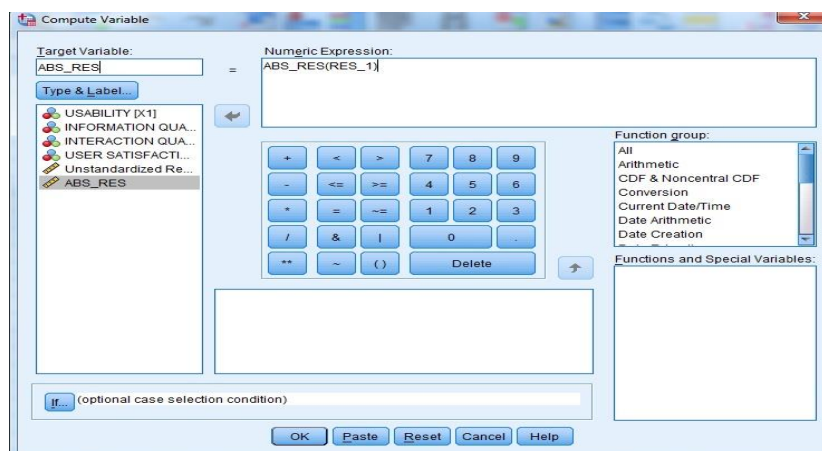 Compute Variable
Target Variable:
ABS_RES
=
Numeric Expression:
ABS_RES(RES_1)
Type & Label...
USABILITY [X1]
INFORMATION QUA...
INTERACTION QUA...
USER SATISFACTI...
Unstandardized Re...
ABS_RES
+ < > 7 8 9
- <= >= 4 5 6
* = ~= 1 2 3
/ & | 0 .
** ~ ( ) Delete
Function group:
All
Arithmetic
CDF & Noncentral CDF
Conversion
Current Date/Time
Date Arithmetic
Date Creation
Functions and Special Variables:
If... (optional case selection condition)
OK Paste Reset Cancel Help